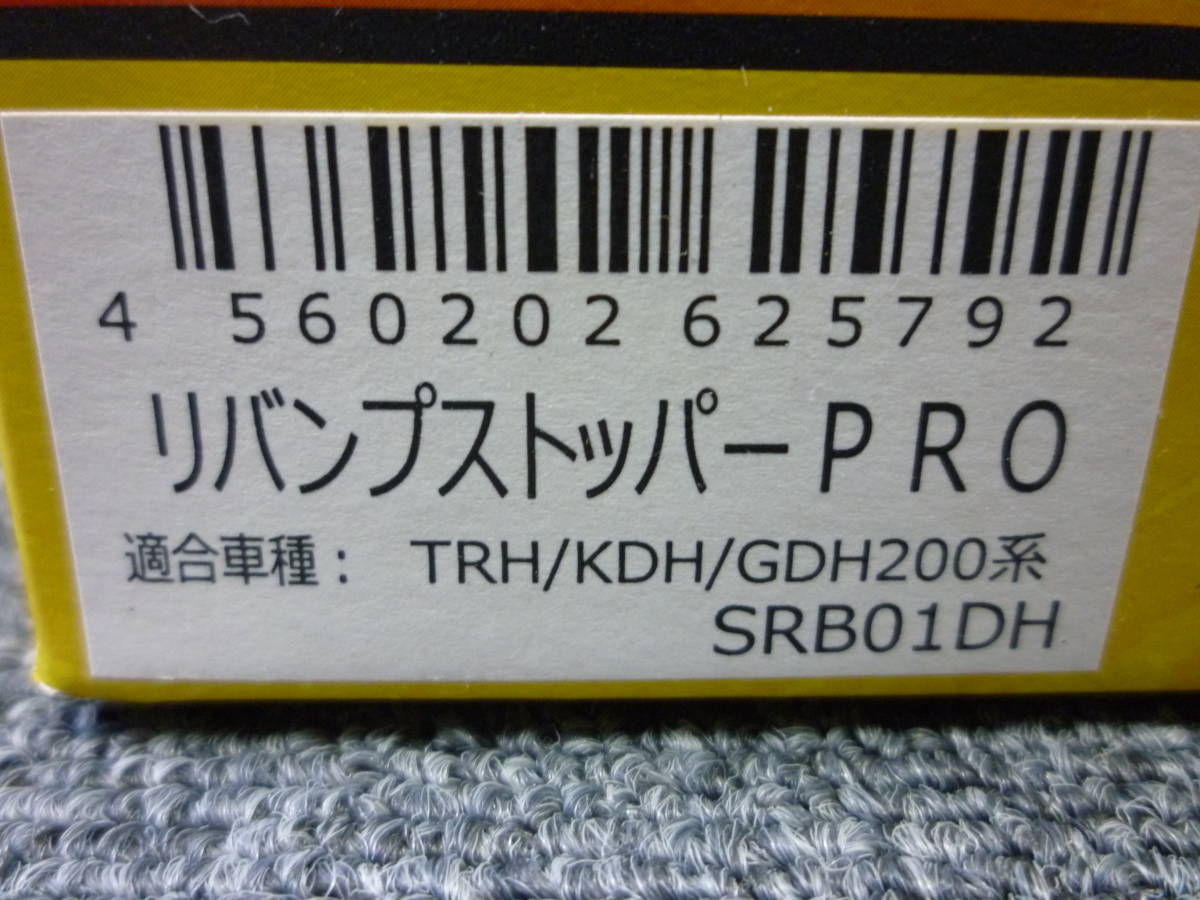 4 560202 625792
リバンプストッパーＰＲＯ
適合車種： TRH/KDH/GDH200系
SRB01DH